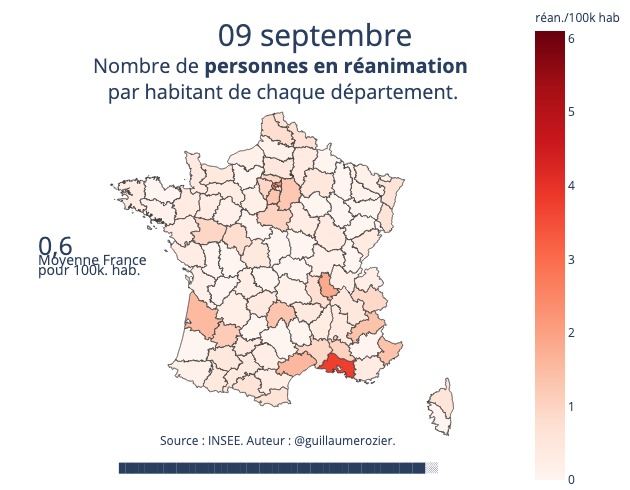 09 septembre
Nombre de personnes en réanimation
par habitant de chaque département.
réan./100k hab
6
5
4
3
2
1
0
0,6
Moyenne France
pour 100k. hab.
Source : INSEE. Auteur : @guillaumerozier.